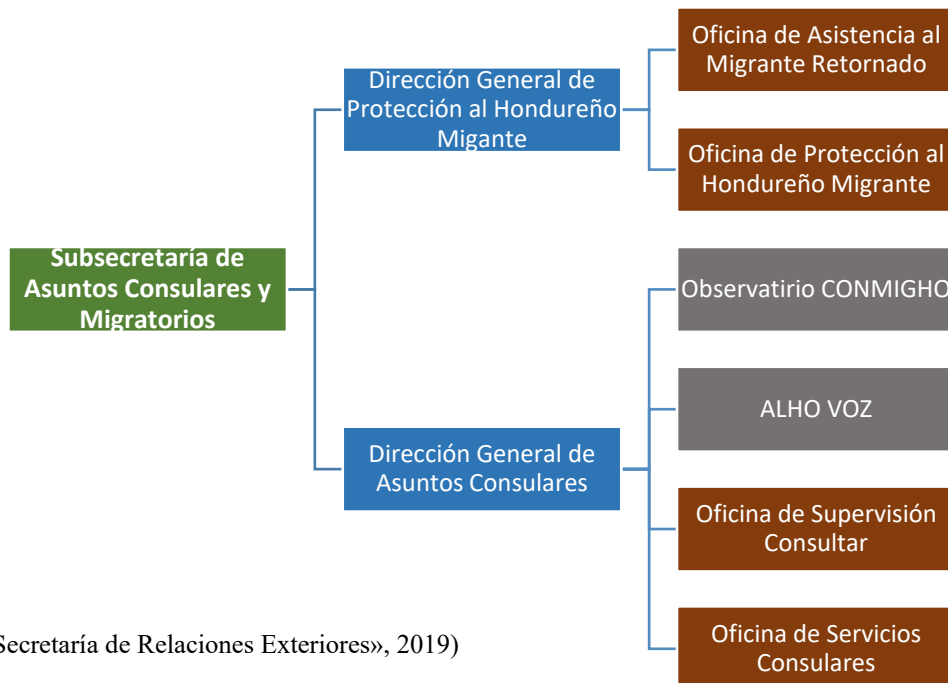 Oficina de Asistencia al
Migrante Retornado
Dirección General de
Protección al Hondureño
Migante
Oficina de Protección al
Hondureño Migrante
Subsecretaría de
Asuntos Consulares y
Migratorios
Observatirio CONMIGHO
ALHO VOZ
Dirección General de
Asuntos Consulares
Oficina de Supervisión
Consultar
Oficina de Servicios
Consulares
Secretaría de Relaciones Exteriores», 2019)